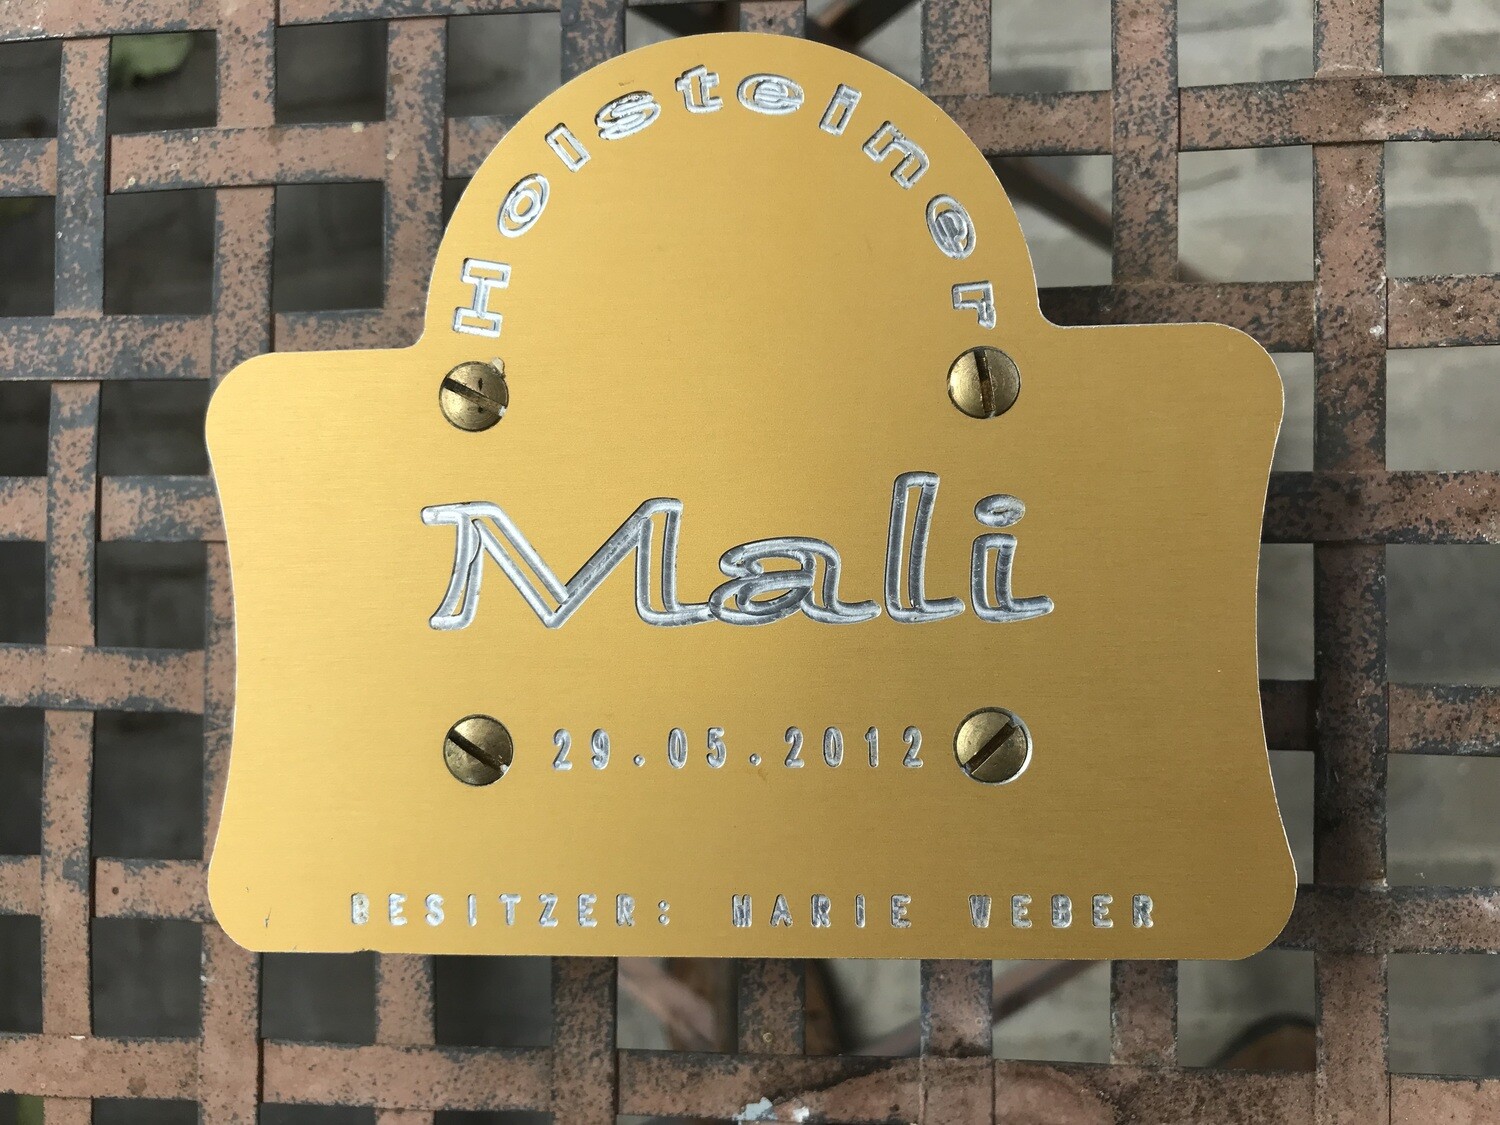 Holsteiner
Mali
29.05.2012
BESITZER: MARIE WEBER